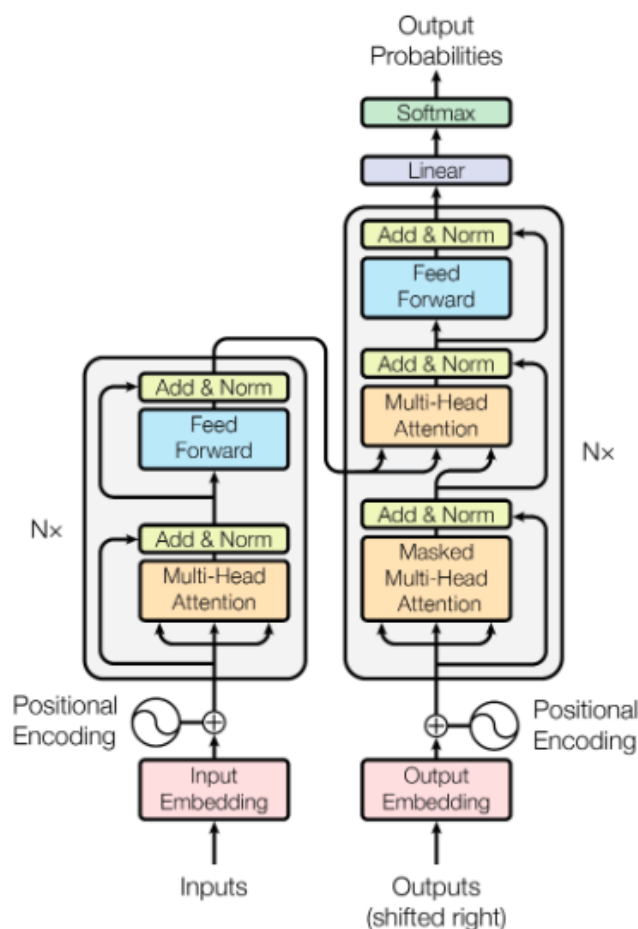 Output
Probabilities
Softmax
Linear
Add & Norm
Feed
Forward
Add & Norm
Multi-Head
Attention
Add & Norm
Masked
Multi-Head
Attention
N×
Add & Norm
Feed
Forward
Add & Norm
Multi-Head
Attention
N×
Positional
Encoding
Positional
Encoding
Input
Embedding
Output
Embedding
Inputs
Outputs
(shifted right)